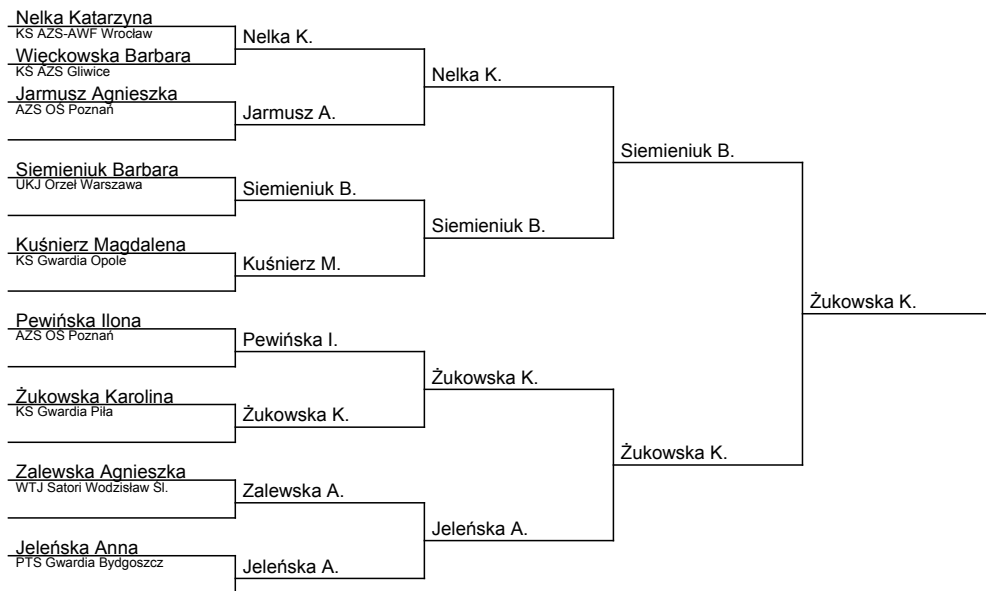 Nelka Katarzyna
KS AZS-AWF Wrocław
Nelka K.
Więckowska Barbara
KŚ AZS Gliwice
Nelka K.
Jarmusz Agnieszka
AZS OŚ Poznań
Jarmusz A.
Siemieniuk B.
Siemieniuk Barbara
UKJ Orzeł Warszawa
Siemieniuk B.
Siemieniuk B.
Kuśnierz Magdalena
KS Gwardia Opole
Kuśnierz M.
Żukowska K.
Pewińska Ilona
AZS OŚ Poznań
Pewińska I.
Żukowska K.
Żukowska Karolina
KS Gwardia Piła
Żukowska K.
Żukowska K.
Zalewska Agnieszka
WTJ Satori Wodzisław Śl.
Zalewska A.
Jeleńska A.
Jeleńska Anna
PTS Gwardia Bydgoszcz
Jeleńska A.